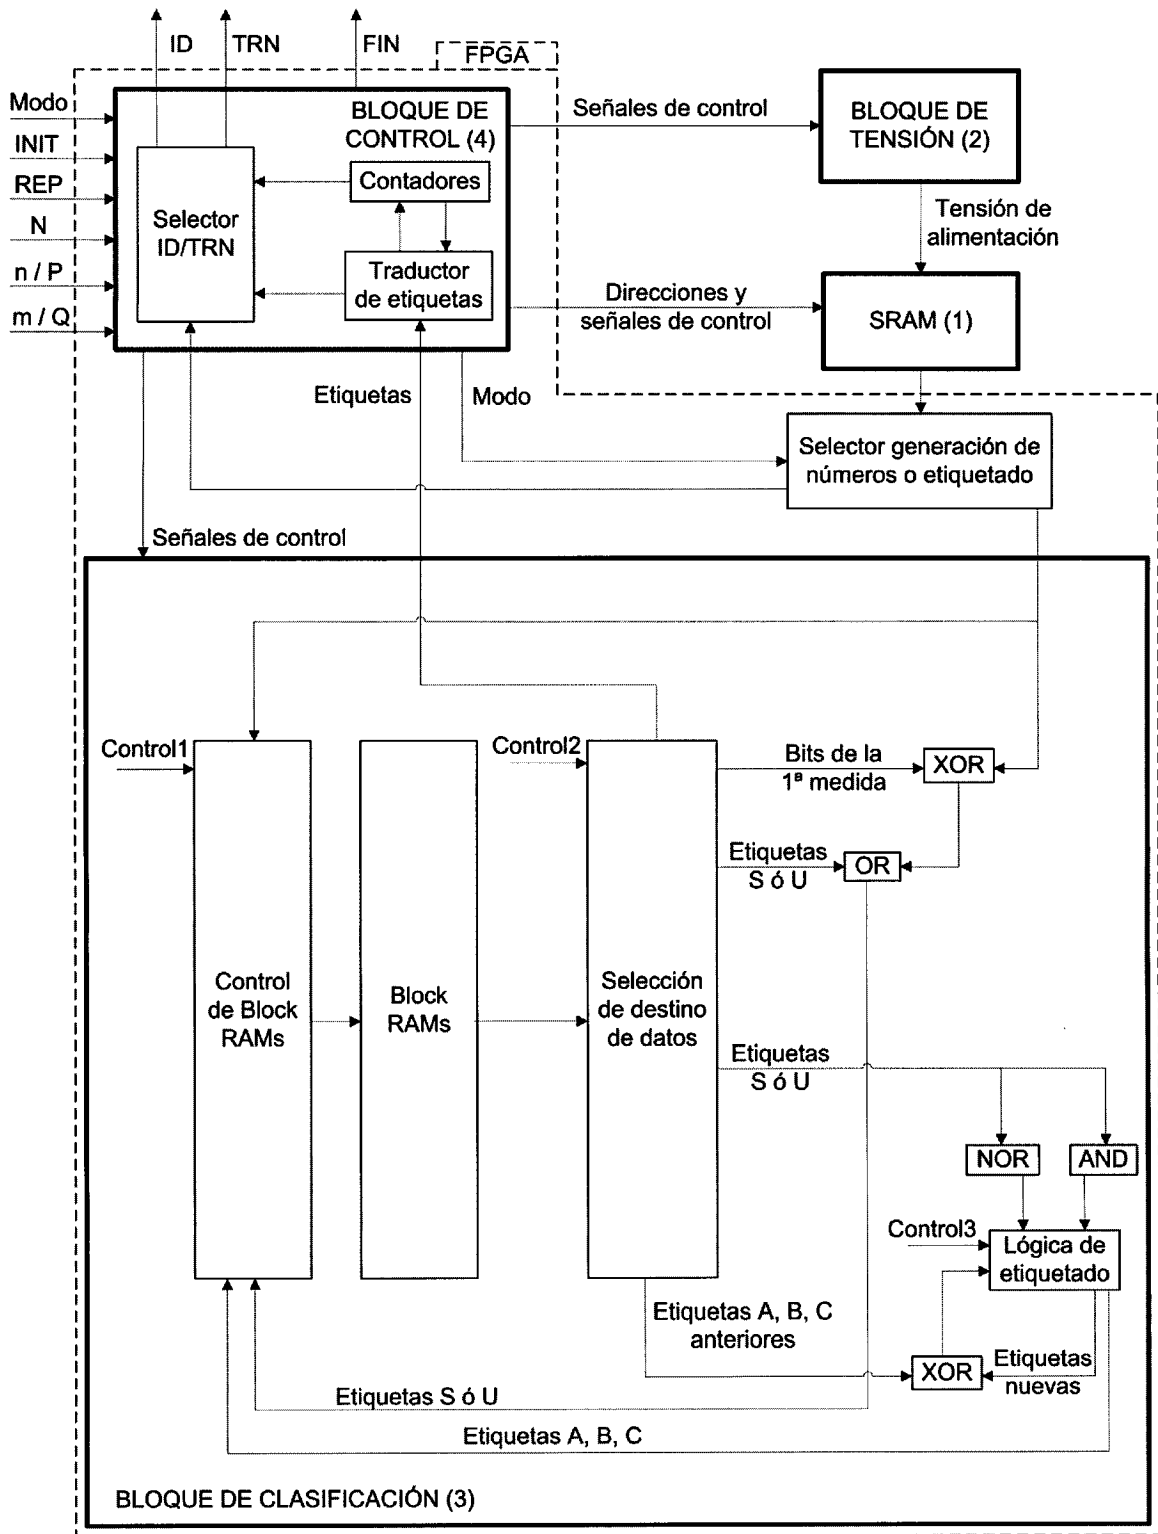 ID
TRN
FIN
FPGA
Modo
INIT
REP
N
n / P
m / Q
BLOQUE DE
CONTROL (4)
Selector
ID/TRN
Contadores
Traductor
de etiquetas
Señales de control
BLOQUE DE
TENSIÓN (2)
Tensión de
alimentación
Direcciones y
señales de control
SRAM (1)
Etiquetas
Modo
Selector generación de
números o etiquetado
Señales de control
Control1
Control2
Bits de la
1ª medida
XOR
Etiquetas
S ó U
OR
Control
de Block
RAMs
Block
RAMs
Selección
de destino
de datos
Etiquetas
S ó U
NOR
AND
Control3
Lógica de
etiquetado
Etiquetas A, B, C
anteriores
XOR
Etiquetas
nuevas
Etiquetas S ó U
Etiquetas A, B, C
BLOQUE DE CLASIFICACIÓN (3)